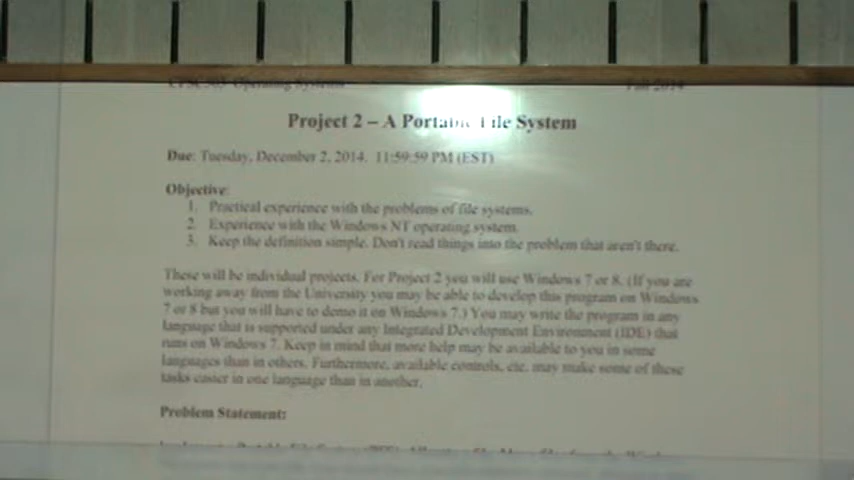 CPSC 503 Operating Systems Fall 2014
Project 2 – A Portable File System
Due: Tuesday, December 2, 2014. 11:59:59 PM (EST)
Objective:
1. Practical experience with the problems of file systems.
2. Experience with the Windows NT operating system.
3. Keep the definition simple. Don't read things into the problem that aren't there.
These will be individual projects. For Project 2 you will use Windows 7 or 8. (If you are
working away from the University you may be able to develop this program on Windows
7 or 8 but you will have to demo it on Windows 7.) You may write the program in any
language that is supported under any Integrated Development Environment (IDE) that
runs on Windows 7. Keep in mind that more help may be available to you in some
languages than in others. Furthermore, available controls, etc. may make some of these
tasks easier in one language than in another.
Problem Statement: